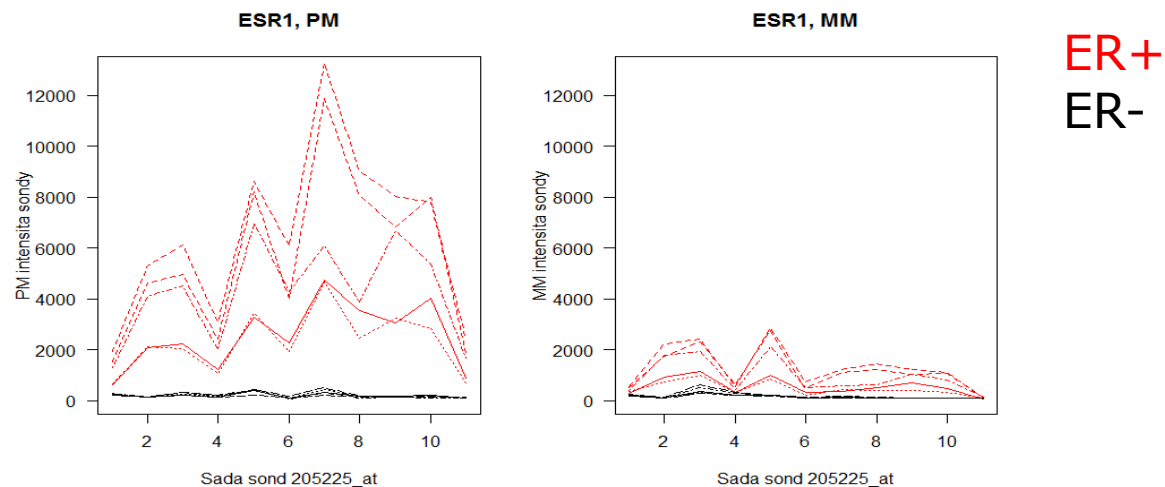 ESR1, PM
PM intensita sondy
12000
10000
8000
6000
4000
2000
0
2 4 6 8 10
Sada sond 205225_at
ESR1, MM
MM intensita sondy
12000
10000
8000
6000
4000
2000
0
2 4 6 8 10
Sada sond 205225_at
ER+
ER-